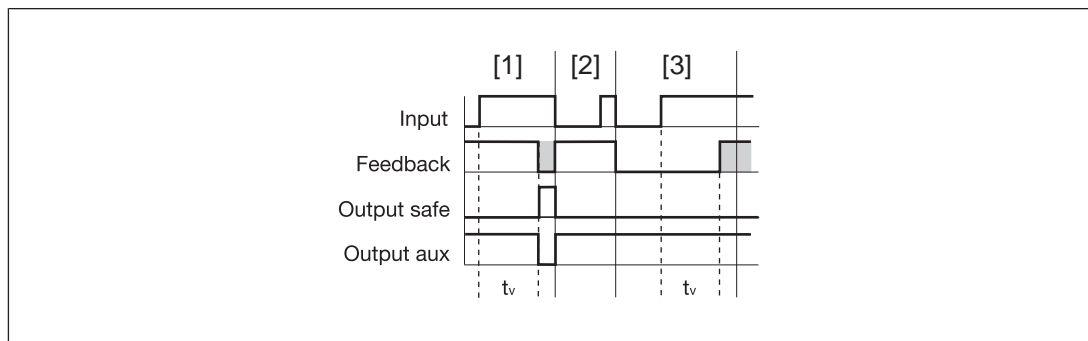 [1] [2] [3]
Input
Feedback
Output safe
Output aux
tv tv